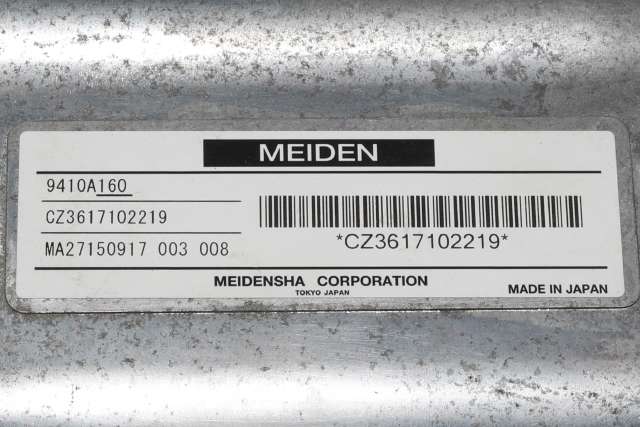 MEIDEN
9410A160
CZ3617102219
MA27150917 003 008
*CZ3617102219*
MEIDENSHA CORPORATION
TOKYO JAPAN
MADE IN JAPAN